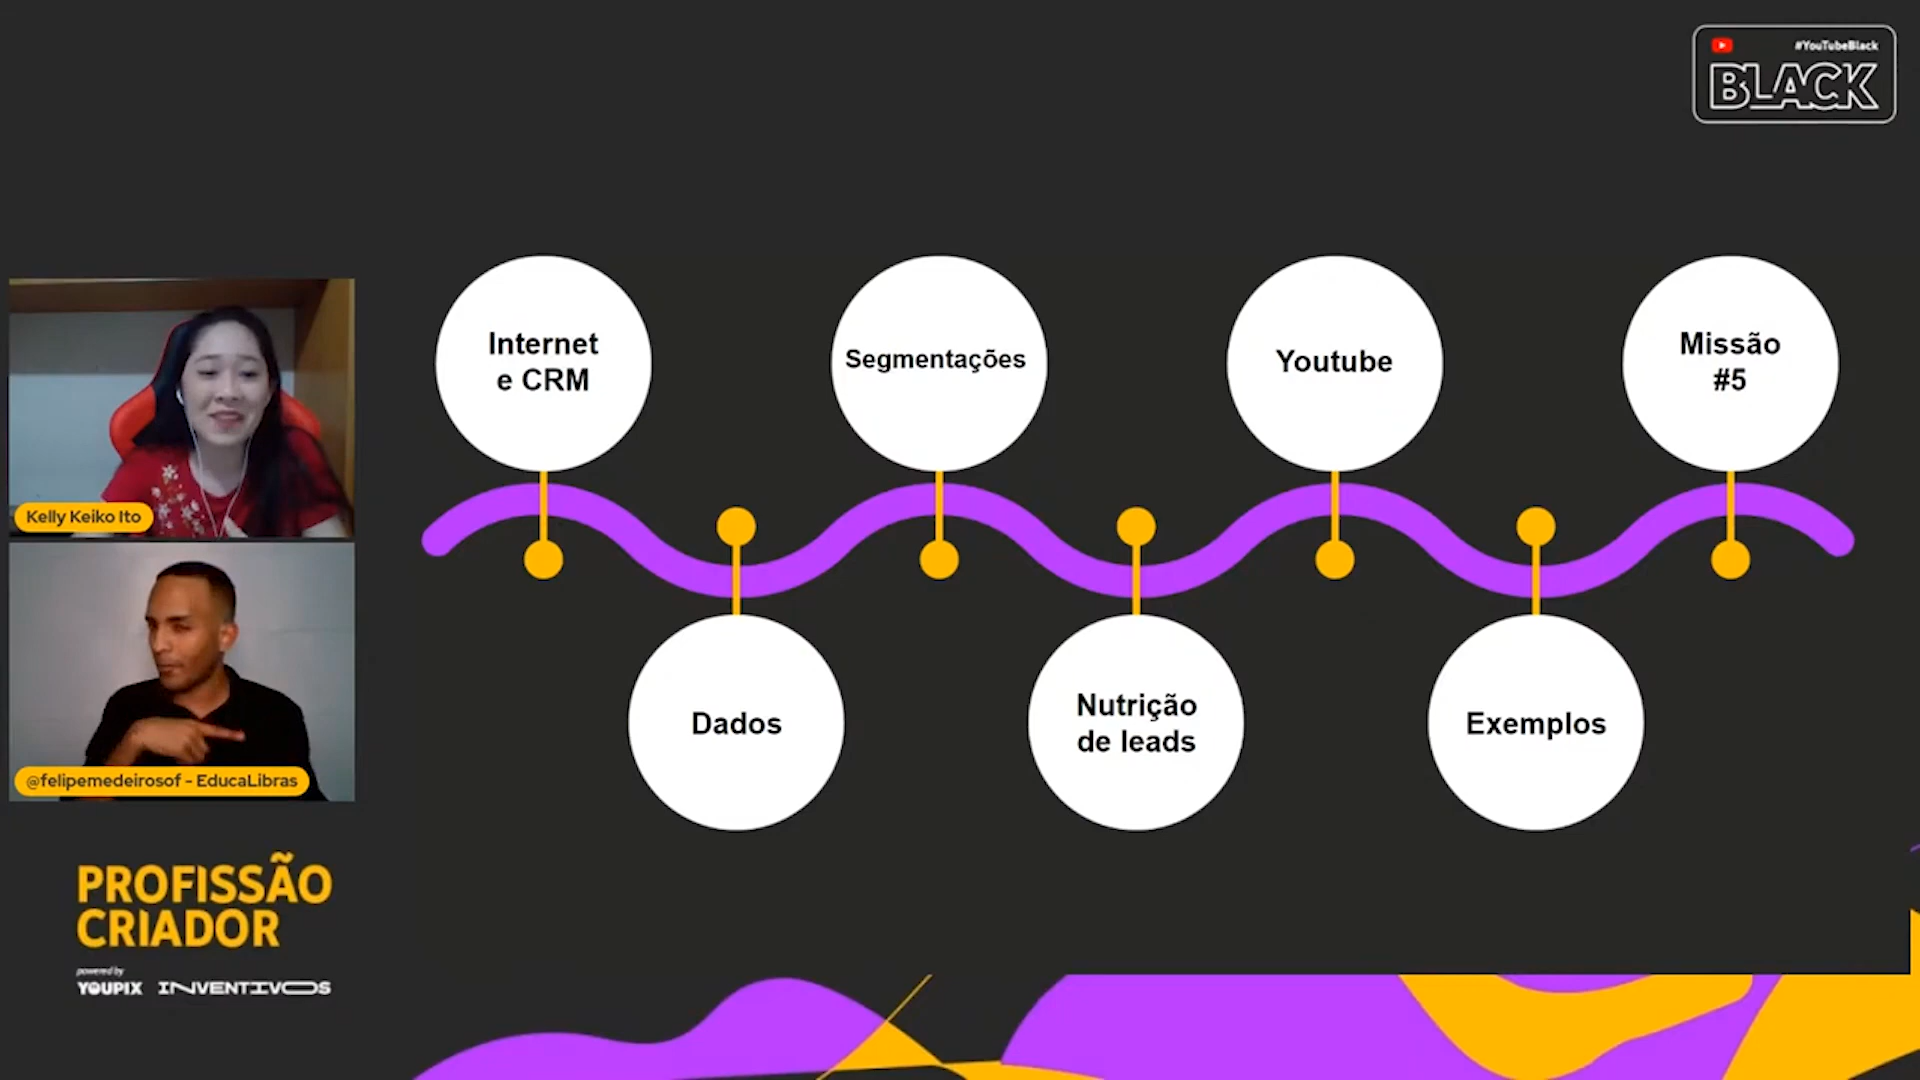 #YouTubeBlack
BLACK
Internet
e CRM
Segmentações
Youtube
Missão
#5
Kelly Keiko Ito
Dados
Nutrição
de leads
Exemplos
@felipemedeirosof - EducaLibras
PROFISSÃO
CRIADOR
powered by
YOUPIX INVENTIVOS